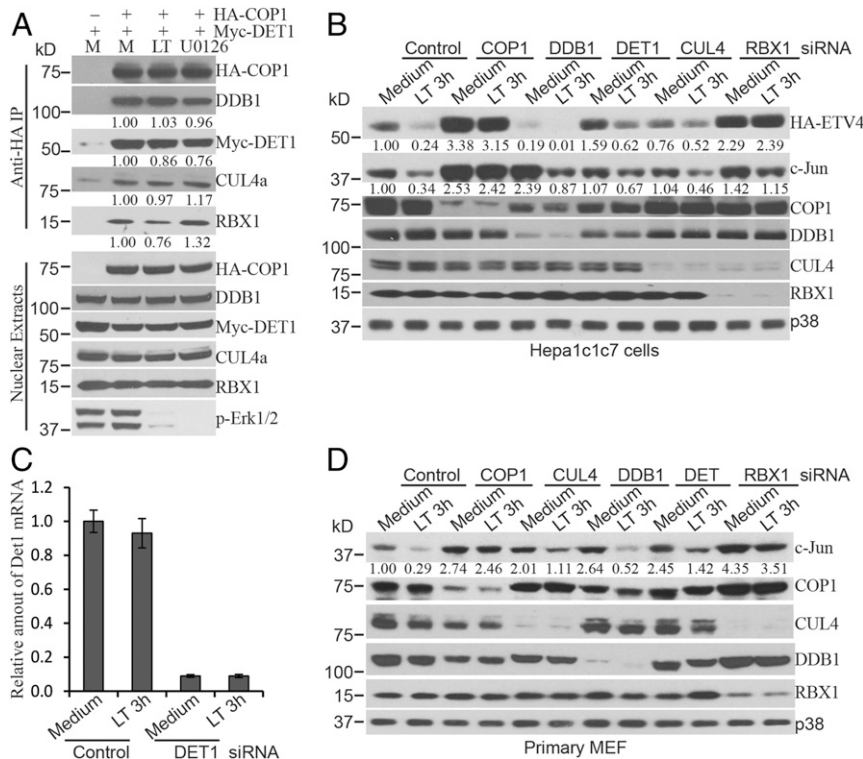 A
− + + + HA-COP1
+ + + + Myc-DET1
kD M M LT U0126
Anti-HA IP
75 HA-COP1
100 DDB1
1.00 1.03 0.96
50 Myc-DET1
1.00 0.86 0.76
75 CUL4a
1.00 0.97 1.17
15 RBX1
1.00 0.76 1.32
Nuclear Extracts
75 HA-COP1
100 DDB1
50 Myc-DET1
75 CUL4a
15 RBX1
37 p-Erk1/2
B
Control COP1 DDB1 DET1 CUL4 RBX1 siRNA
Medium LT 3h Medium LT 3h Medium LT 3h Medium LT 3h Medium LT 3h Medium LT 3h
kD
50 HA-ETV4
1.00 0.24 3.38 3.15 0.19 0.01 1.59 0.62 0.76 0.52 2.29 2.39
37 c-Jun
1.00 0.34 2.53 2.42 2.39 0.87 1.07 0.67 1.04 0.46 1.42 1.15
75 COP1
100 DDB1
75 CUL4
15 RBX1
37 p38
Hepa1c1c7 cells
C
Relative amout of Det1 mRNA
1.2
1.0
0.8
0.6
0.4
0.2
0.0
Medium LT 3h Medium LT 3h
Control DET1 siRNA
D
Control COP1 CUL4 DDB1 DET RBX1 siRNA
Medium LT 3h Medium LT 3h Medium LT 3h Medium LT 3h Medium LT 3h Medium LT 3h
kD
37 c-Jun
1.00 0.29 2.74 2.46 2.01 1.11 2.64 0.52 2.45 1.42 4.35 3.51
75 COP1
75 CUL4
100 DDB1
15 RBX1
37 p38
Primary MEF